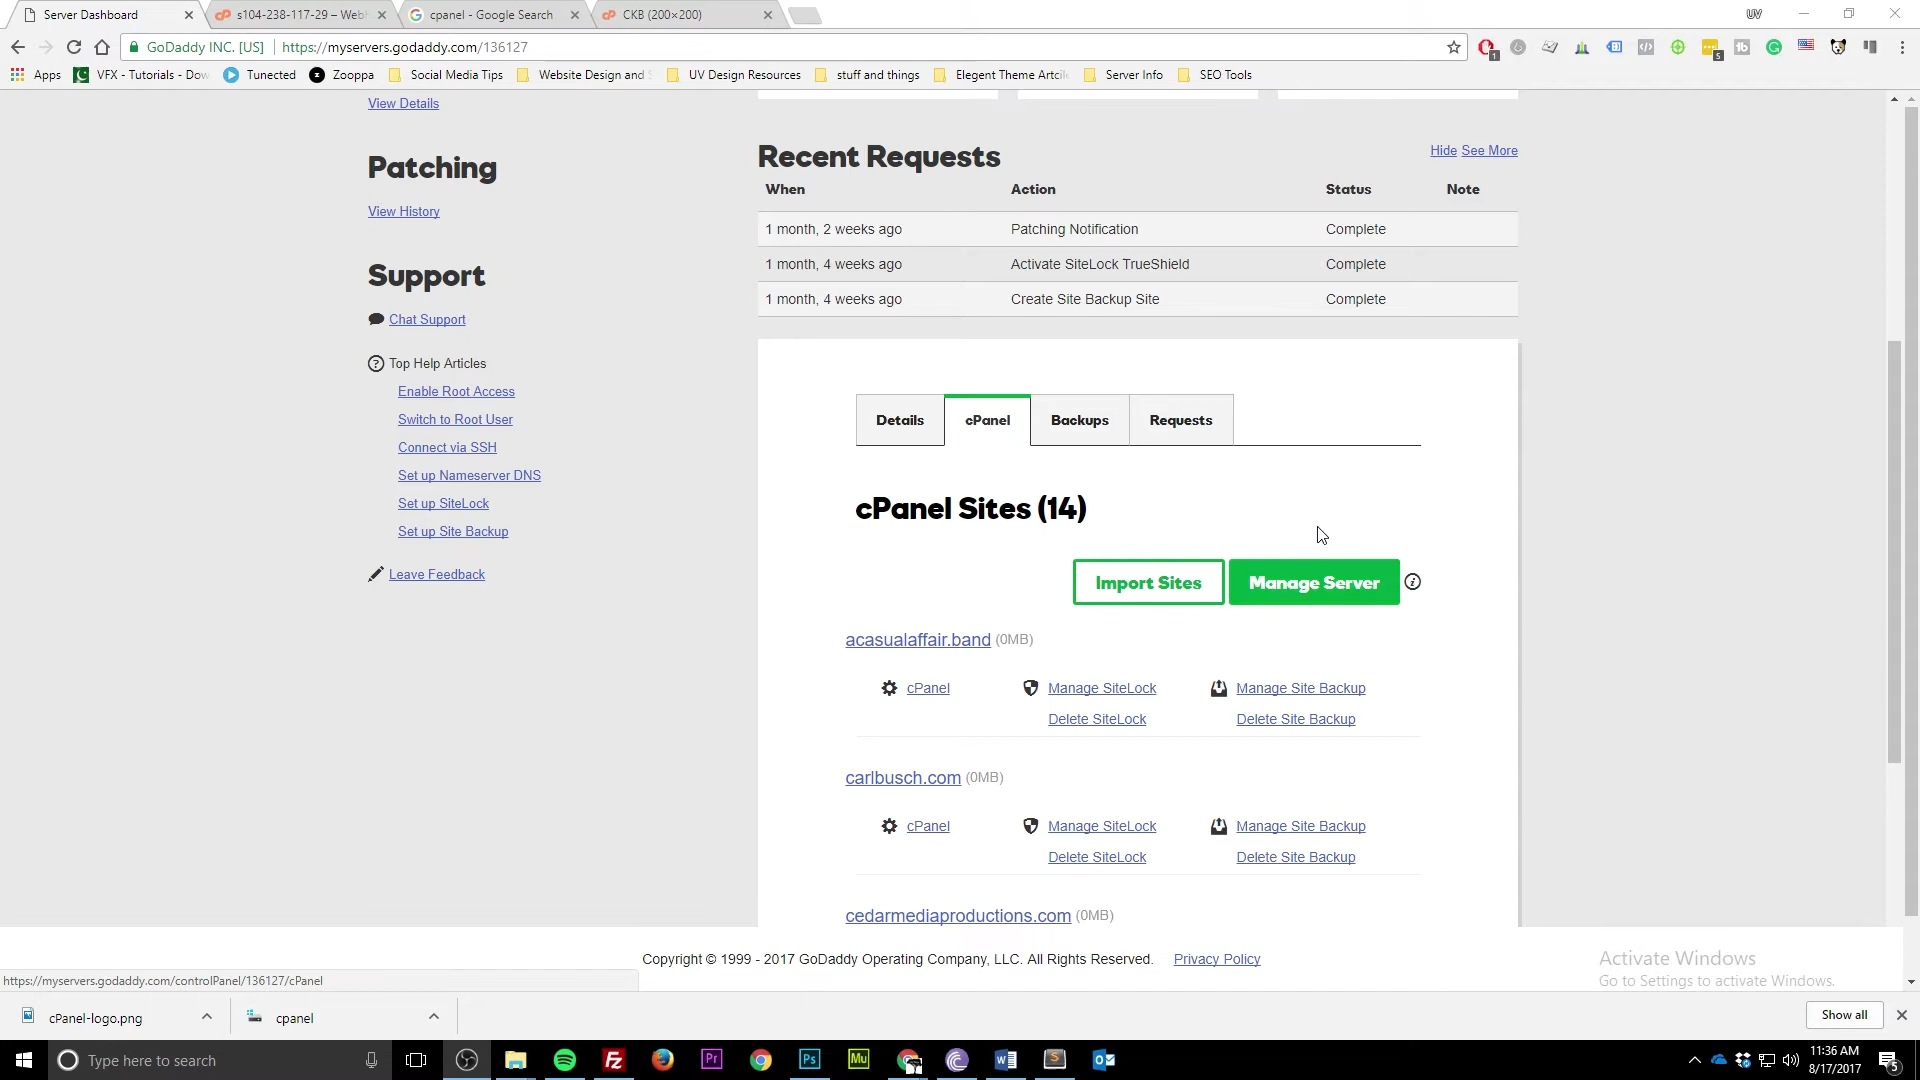 Server Dashboard
s104-238-117-29 – WebH
cpanel - Google Search
CKB (200×200)
UV
GoDaddy INC. [US]
https://myservers.godaddy.com/136127
Apps
VFX - Tutorials - Dow
Tunected
Zooppa
Social Media Tips
Website Design and S
UV Design Resources
stuff and things
Elegent Theme Artcile
Server Info
SEO Tools
View Details
Patching
View History
Support
Chat Support
Top Help Articles
Enable Root Access
Switch to Root User
Connect via SSH
Set up Nameserver DNS
Set up SiteLock
Set up Site Backup
Leave Feedback
Recent Requests
Hide See More
When Action Status Note
1 month, 2 weeks ago Patching Notification Complete
1 month, 4 weeks ago Activate SiteLock TrueShield Complete
1 month, 4 weeks ago Create Site Backup Site Complete
Details cPanel Backups Requests
cPanel Sites (14)
Import Sites Manage Server
acasualaffair.band (0MB)
cPanel Manage SiteLock Manage Site Backup
Delete SiteLock Delete Site Backup
carlbusch.com (0MB)
cPanel Manage SiteLock Manage Site Backup
Delete SiteLock Delete Site Backup
cedarmediaproductions.com (0MB)
Copyright © 1999 - 2017 GoDaddy Operating Company, LLC. All Rights Reserved. Privacy Policy
Activate Windows
Go to Settings to activate Windows.
https://myservers.godaddy.com/controlPanel/136127/cPanel
cPanel-logo.png
cpanel
Show all
Type here to search
11:36 AM
8/17/2017